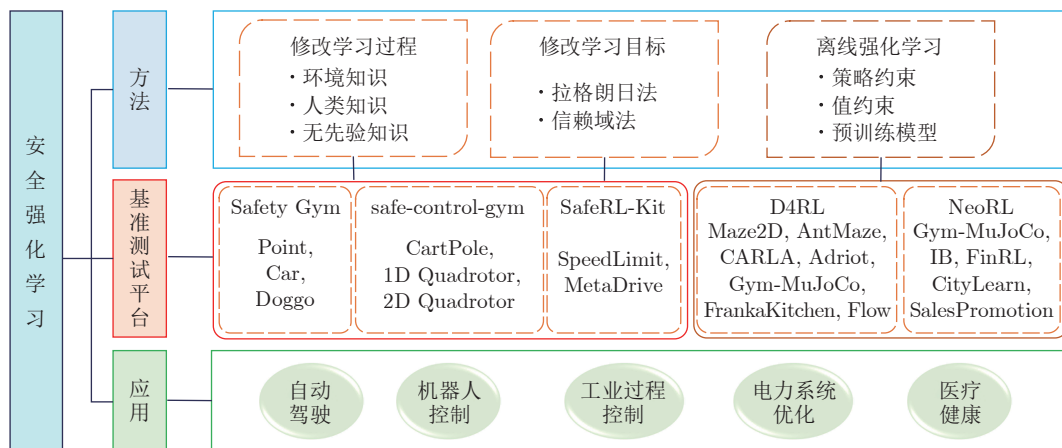 安全强化学习
方法
修改学习过程
· 环境知识
· 人类知识
· 无先验知识
修改学习目标
· 拉格朗日法
· 信赖域法
离线强化学习
· 策略约束
· 值约束
· 预训练模型
基准测试平台
Safety Gym
Point,
Car,
Doggo
safe-control-gym
CartPole,
1D Quadrotor,
2D Quadrotor
SafeRL-Kit
SpeedLimit,
MetaDrive
D4RL
Maze2D, AntMaze,
CARLA, Adriot,
Gym-MuJoCo,
FrankaKitchen, Flow
NeoRL
Gym-MuJoCo,
IB, FinRL,
CityLearn,
SalesPromotion
应用
自动
驾驶
机器人
控制
工业过程
控制
电力系统
优化
医疗
健康